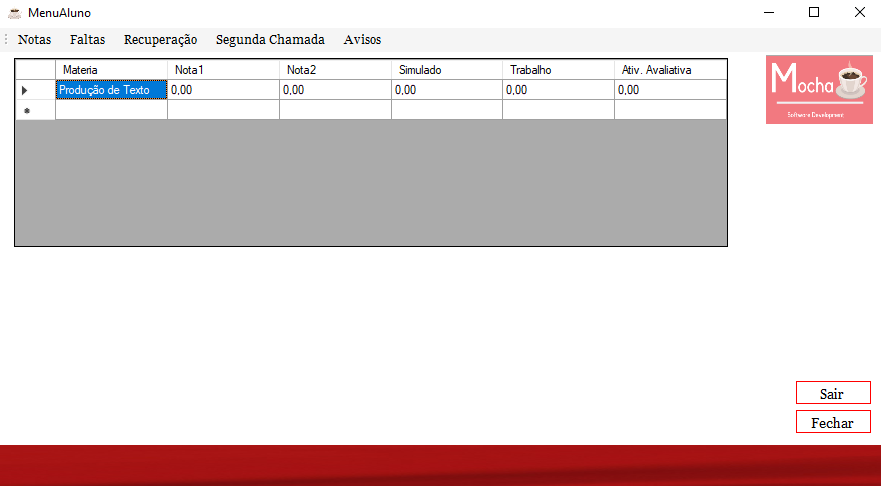 MenuAluno
Notas Faltas Recuperação Segunda Chamada Avisos
Materia Nota1 Nota2 Simulado Trabalho Ativ. Avaliativa
Produção de Texto 0,00 0,00 0,00 0,00 0,00
Mocha
Software Development
Sair
Fechar